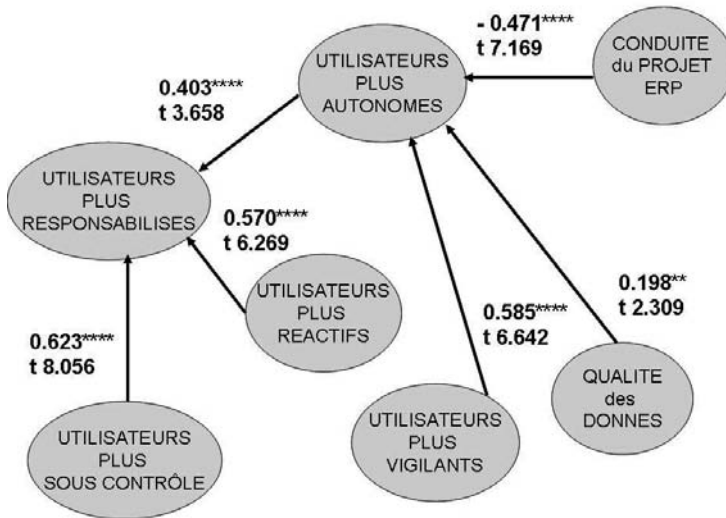 - 0.471****
t 7.169
CONDUITE
du PROJET
ERP
UTILISATEURS
PLUS
AUTONOMES
0.403****
t 3.658
UTILISATEURS
PLUS
RESPONSABILISES
0.570****
t 6.269
UTILISATEURS
PLUS
REACTIFS
0.198**
t 2.309
0.585****
t 6.642
0.623****
t 8.056
QUALITE
des
DONNES
UTILISATEURS
PLUS
VIGILANTS
UTILISATEURS
PLUS
SOUS CONTRÔLE